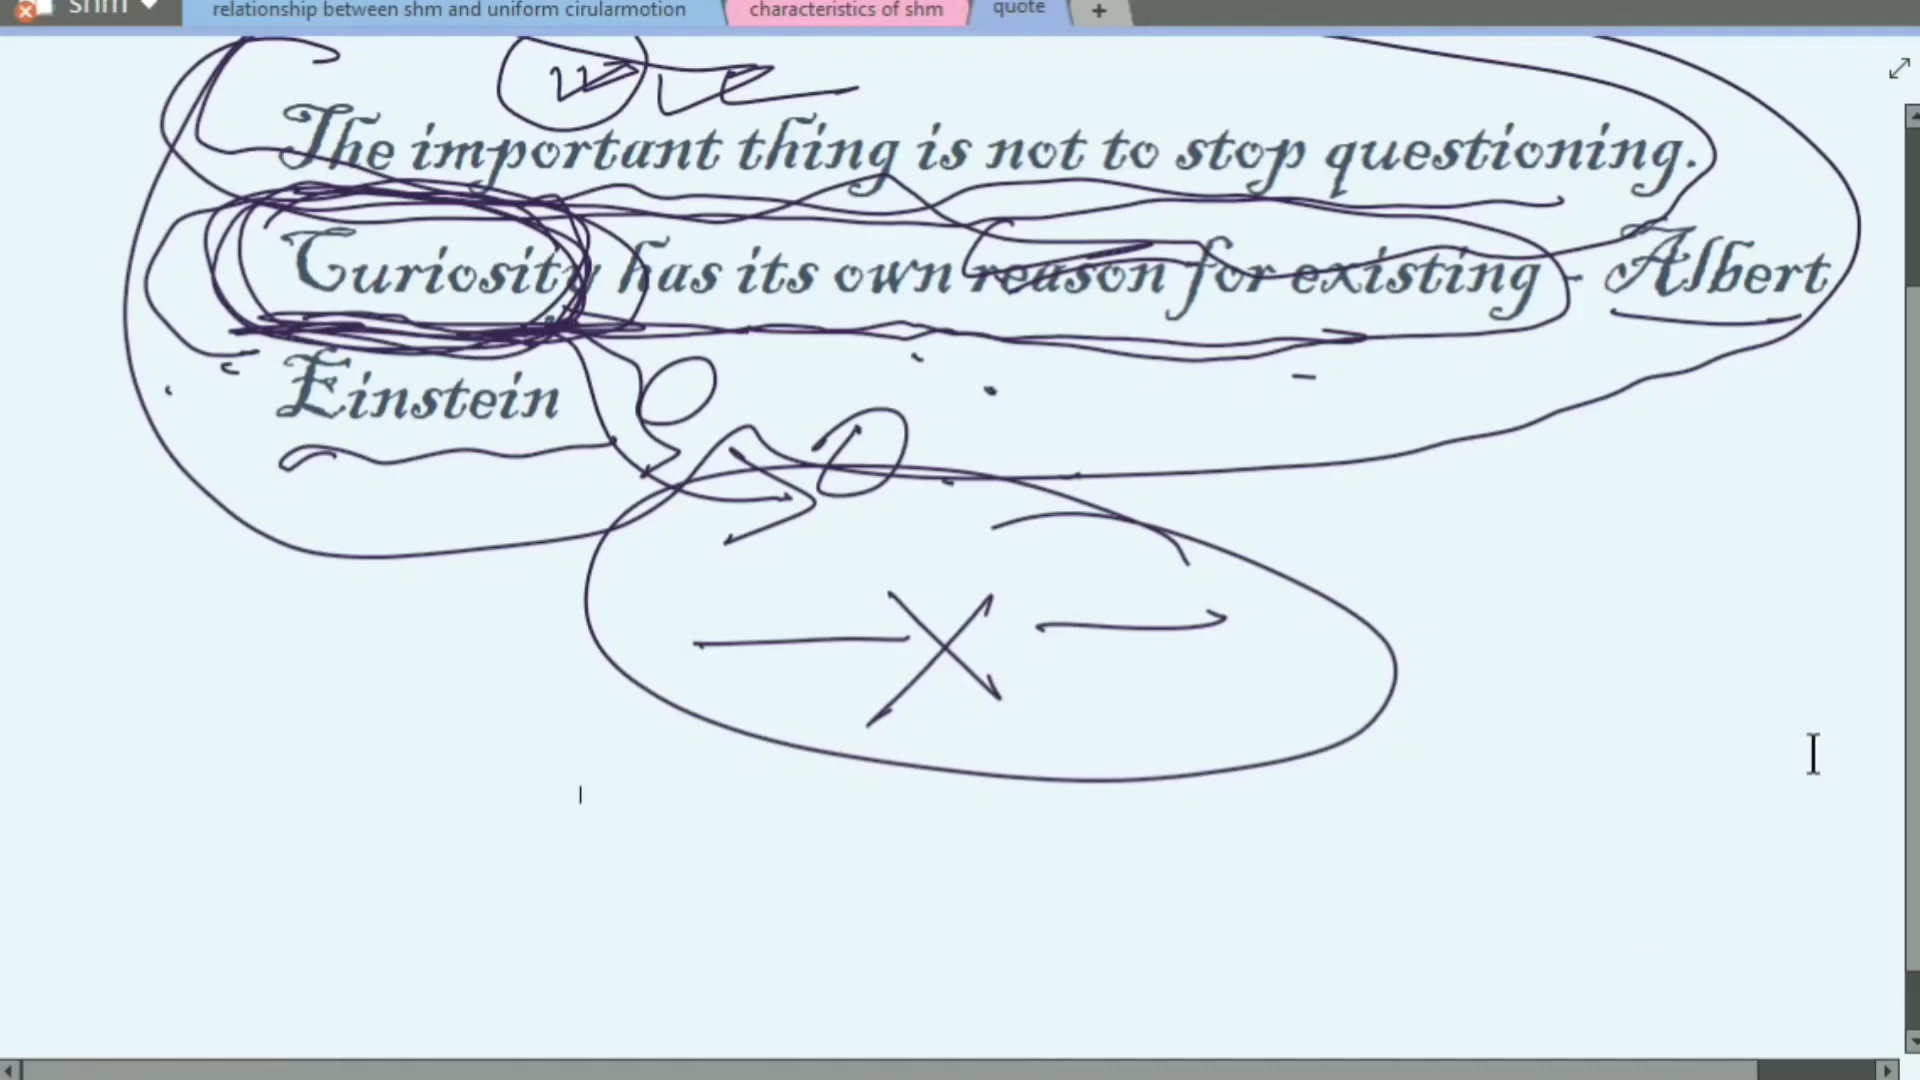 shm
relationship between shm and uniform cirularmotion
characteristics of shm
quote
+
The important thing is not to stop questioning.
Curiosity has its own reason for existing - Albert
Einstein